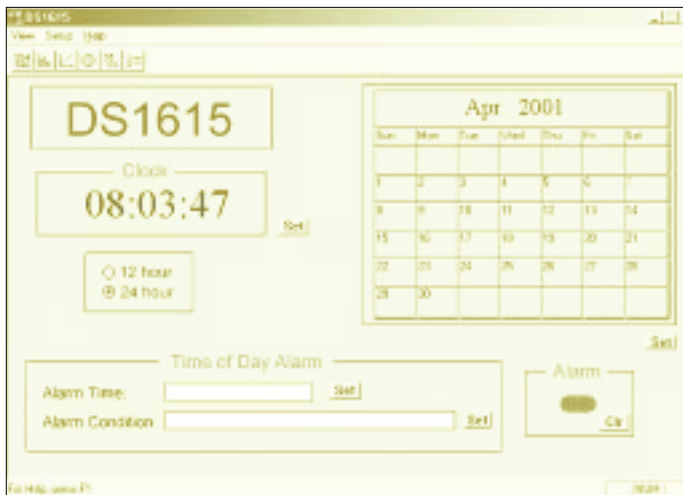 DS1615
View Setup Help
DS1615
Clock
08:03:47
Set
12 hour
24 hour
Apr 2001
Sun Mon Tue Wed Thu Fri Sat
1 2 3 4 5 6 7
8 9 10 11 12 13 14
15 16 17 18 19 20 21
22 23 24 25 26 27 28
29 30
Set
Time of Day Alarm
Alarm Time: Set
Alarm Condition Set
Alarm
Clr
For Help, press F1
NUM